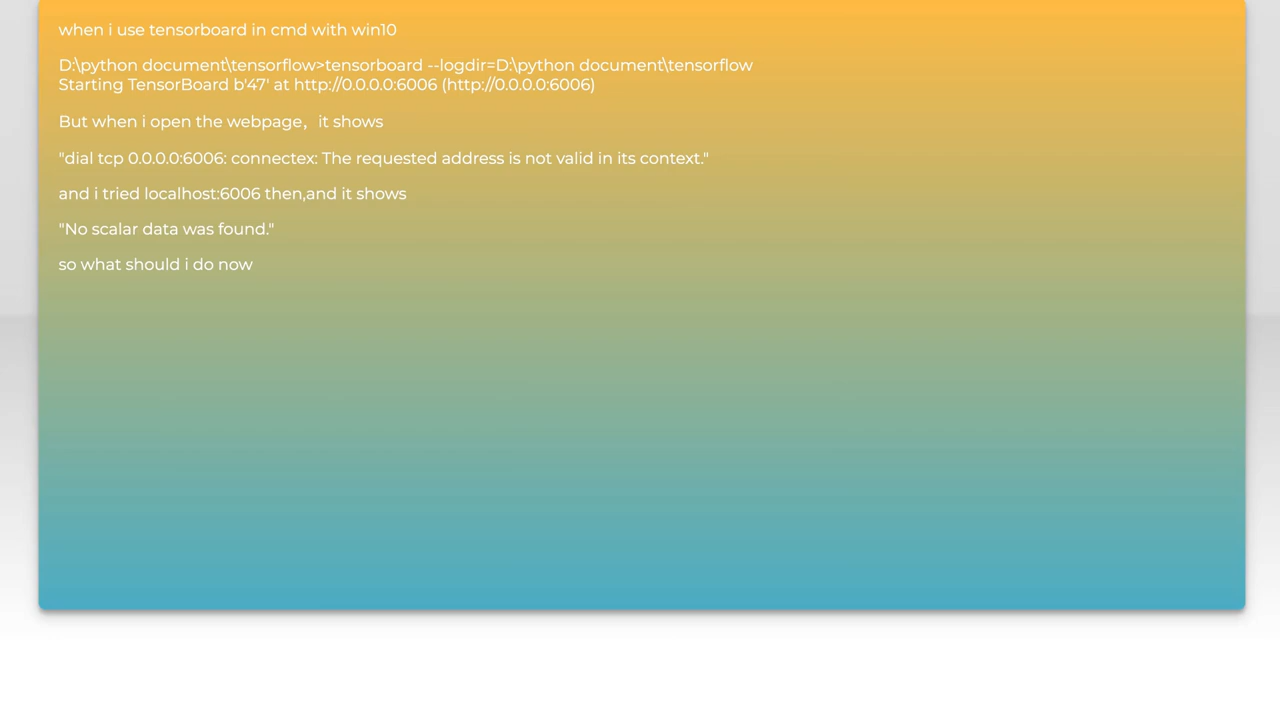 when i use tensorboard in cmd with win10
D:\python document\tensorflow>tensorboard --logdir=D:\python document\tensorflow
Starting TensorBoard b'47' at http://0.0.0.0:6006 (http://0.0.0.0:6006)
But when i open the webpage，it shows
"dial tcp 0.0.0.0:6006: connectex: The requested address is not valid in its context."
and i tried localhost:6006 then,and it shows
"No scalar data was found."
so what should i do now